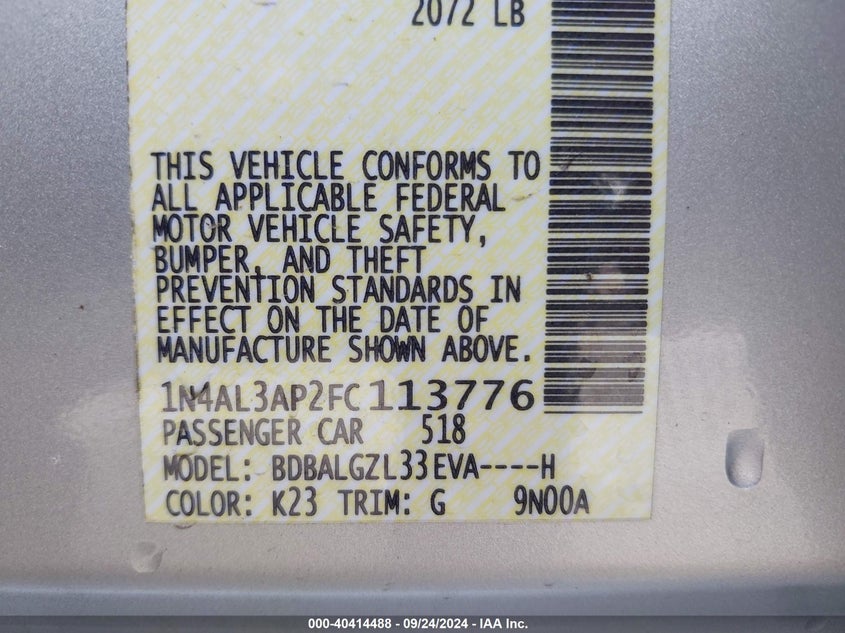 2072 LB
THIS VEHICLE CONFORMS TO
ALL APPLICABLE FEDERAL
MOTOR VEHICLE SAFETY,
BUMPER, AND THEFT
PREVENTION STANDARDS IN
EFFECT ON THE DATE OF
MANUFACTURE SHOWN ABOVE.
1N4AL3AP2FC113776
PASSENGER CAR 518
MODEL: BDBALGZL33EVA----H
COLOR: K23 TRIM: G 9N00A
000-40414488 - 09/24/2024 - IAA Inc.